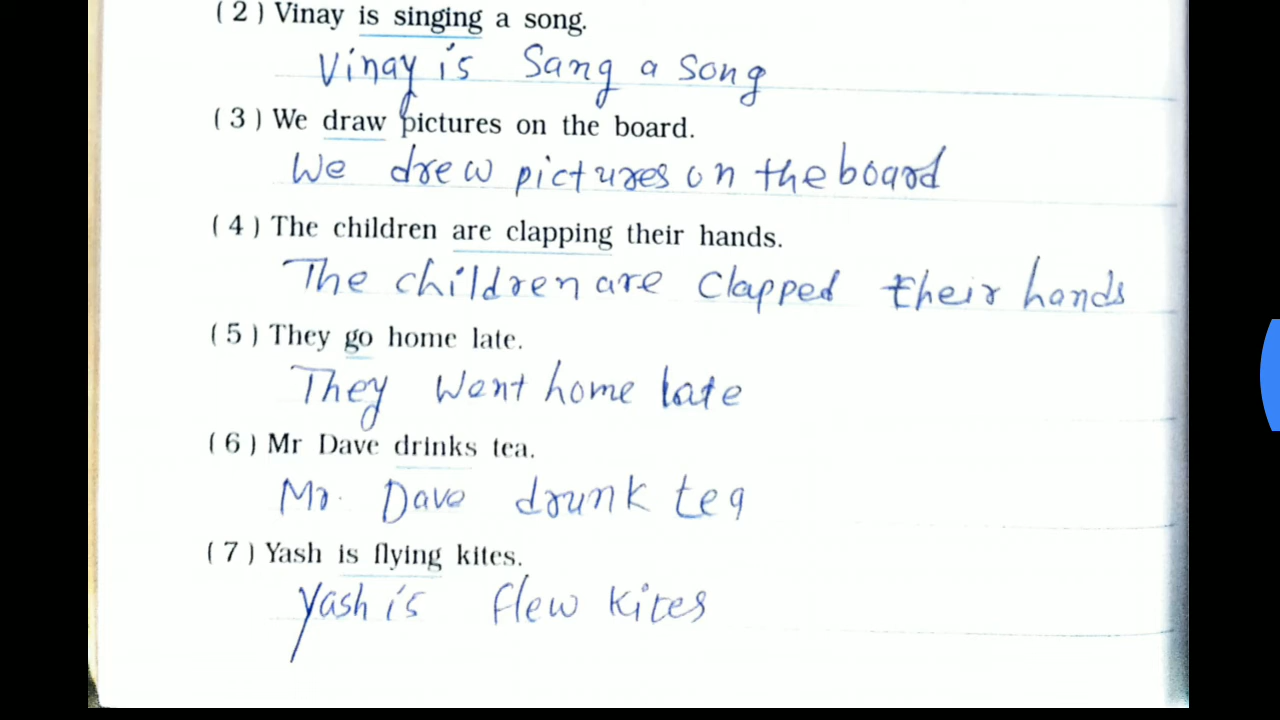 ( 2 ) Vinay is singing a song.
Vinay is Sang a song
( 3 ) We draw pictures on the board.
We drew pictures on the board
( 4 ) The children are clapping their hands.
The children are Clapped their hands
( 5 ) They go home late.
They Went home late
( 6 ) Mr Dave drinks tea.
Mr. Dave drunk tea
( 7 ) Yash is flying kites.
Yash is flew kites